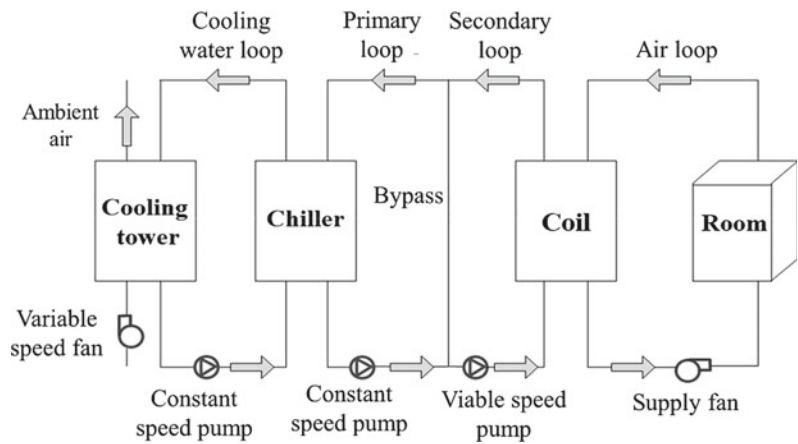 Cooling
water loop
Primary
loop
Secondary
loop
Air loop
Ambient
air
Cooling
tower
Chiller
Bypass
Coil
Room
Variable
speed fan
Constant
speed pump
Constant
speed pump
Viable speed
pump
Supply fan